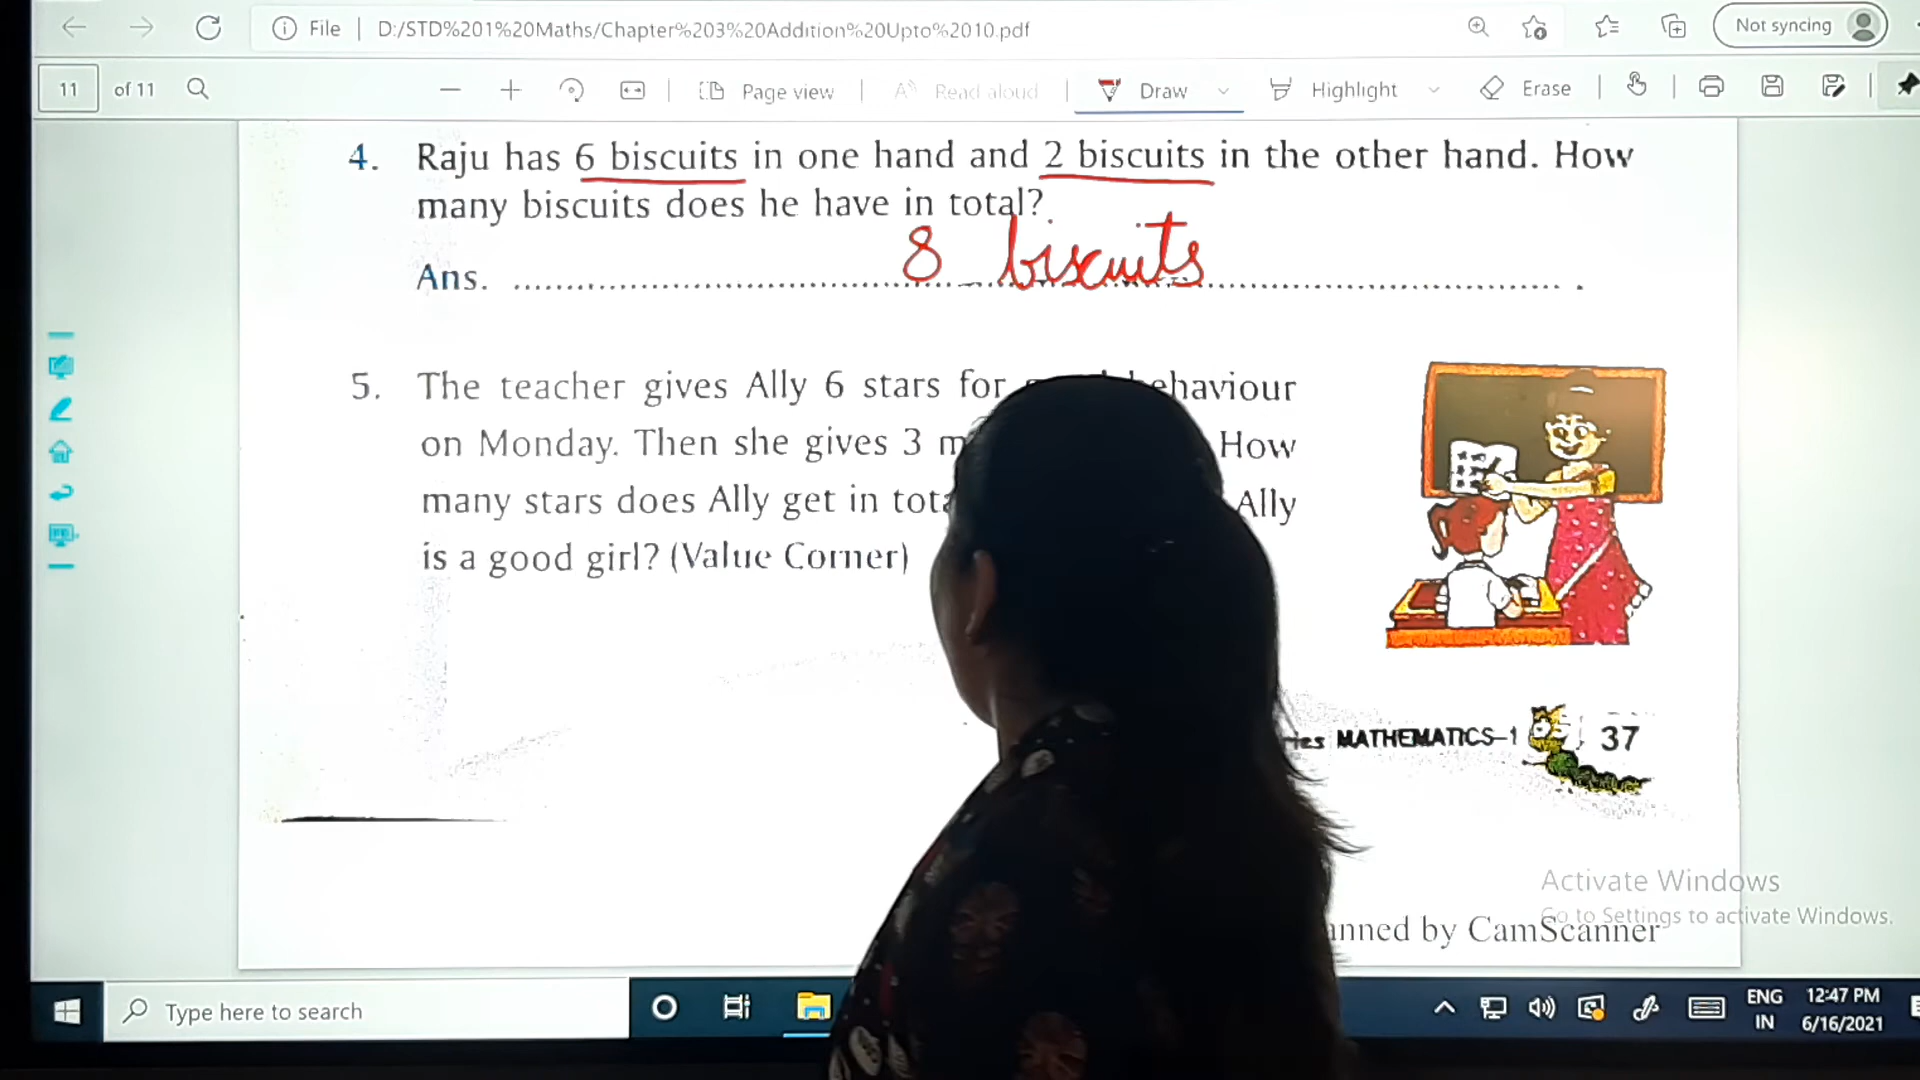 File D:/STD%201%20Maths/Chapter%203%20Addition%20Upto%2010.pdf Not syncing
11 of 11 Page view Read aloud Draw Highlight Erase
4. Raju has 6 biscuits in one hand and 2 biscuits in the other hand. How
many biscuits does he have in total?
8 biscuits
Ans.
5. The teacher gives Ally 6 stars for behaviour
on Monday. Then she gives 3 How
many stars does Ally get in Ally
is a good girl? (Value Corner)
MATHEMATICS-1 37
Activate Windows
Go to Settings to activate Windows.
by CamScanner
Type here to search
ENG 12:47 PM
IN 6/16/2021